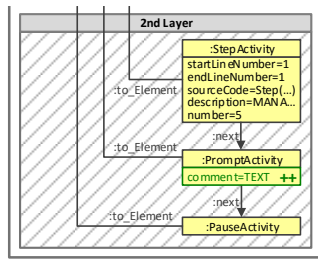 2nd Layer
:StepActivity
startLineNumber=1
endLineNumber=1
sourceCode=Step(...)
description=MANA...
number=5
:to_Element
:next
:to_Element
:PromptActivity
comment=TEXT ++
:next
:to_Element
:PauseActivity